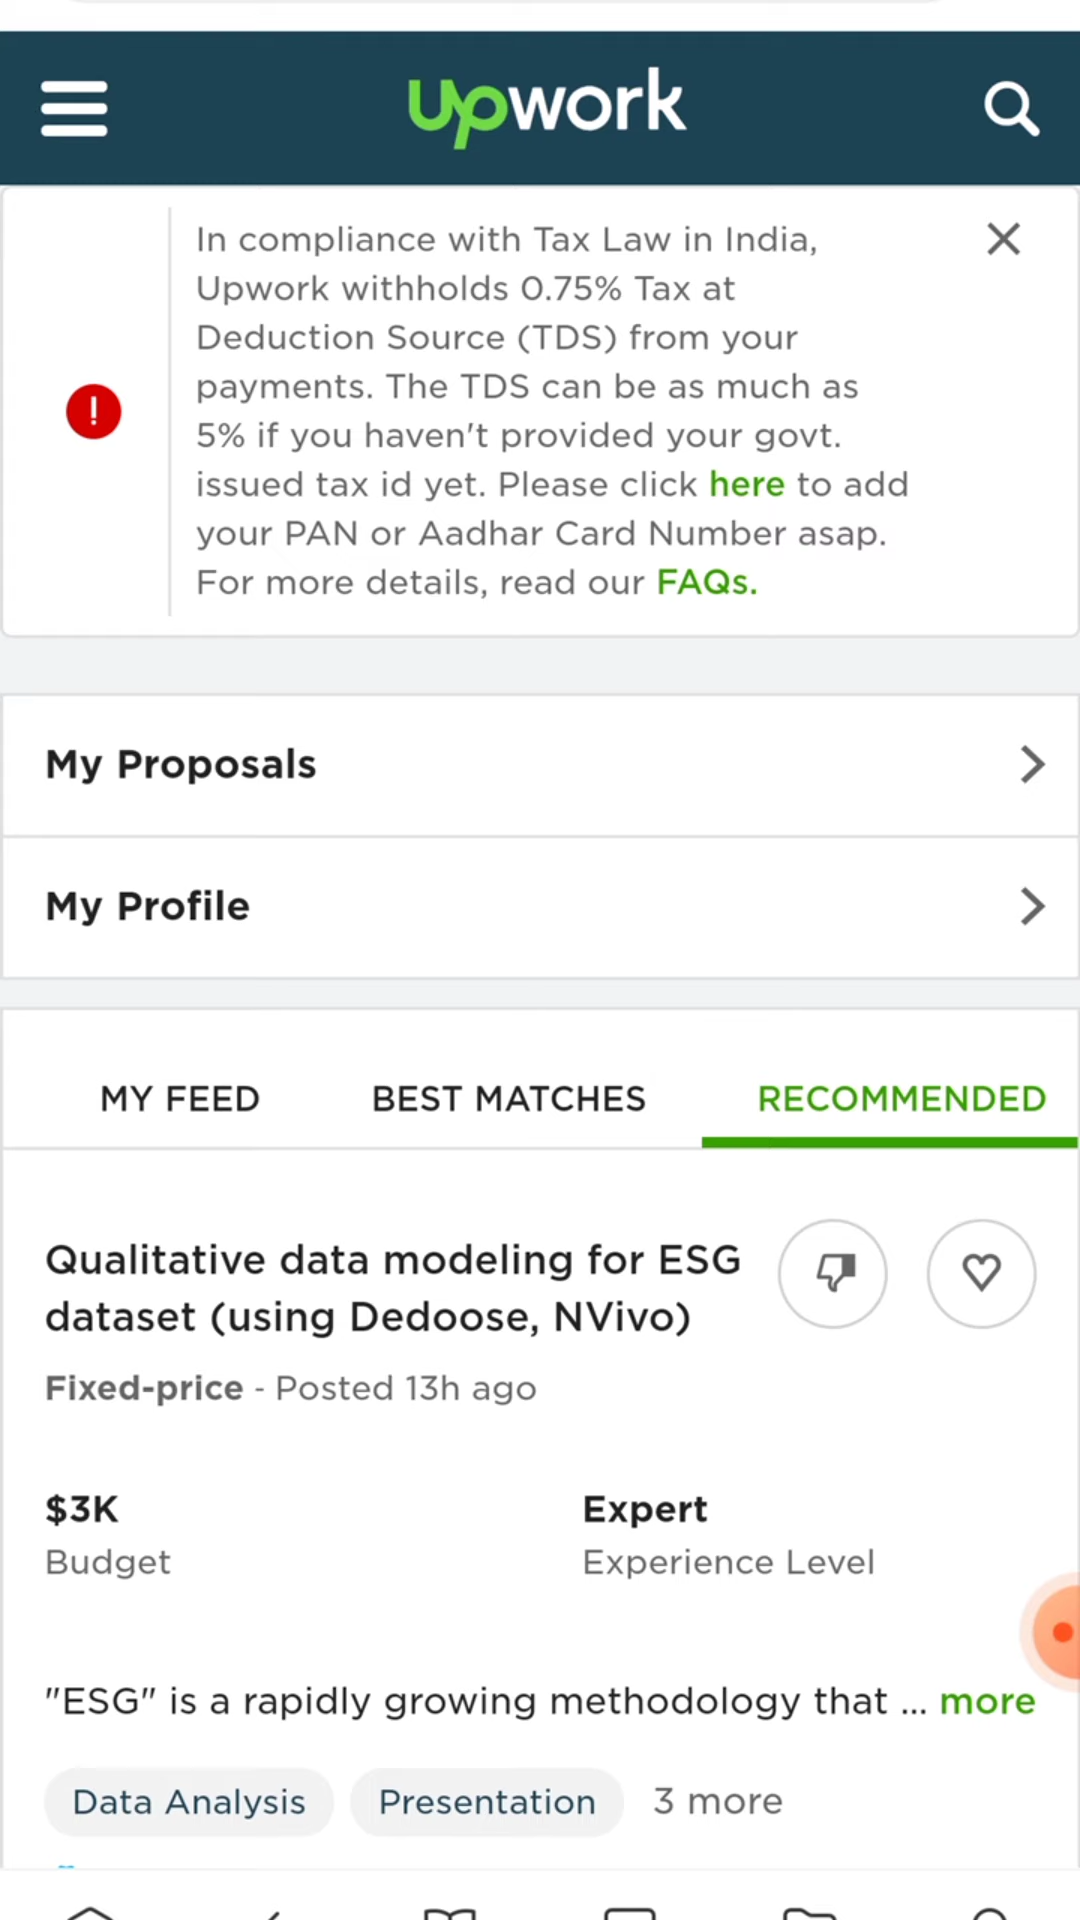 upwork
In compliance with Tax Law in India,
Upwork withholds 0.75% Tax at
Deduction Source (TDS) from your
payments. The TDS can be as much as
5% if you haven't provided your govt.
issued tax id yet. Please click here to add
your PAN or Aadhar Card Number asap.
For more details, read our FAQs.
My Proposals
My Profile
MY FEED BEST MATCHES RECOMMENDED
Qualitative data modeling for ESG
dataset (using Dedoose, NVivo)
Fixed-price - Posted 13h ago
$3K Expert
Budget Experience Level
"ESG" is a rapidly growing methodology that ... more
Data Analysis Presentation 3 more